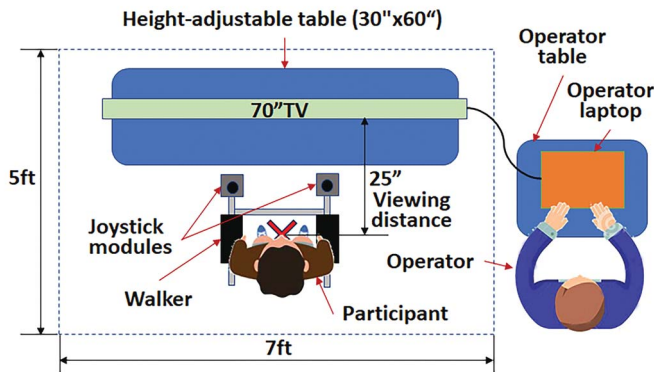 Height-adjustable table (30"x60“)
Operator
table
Operator
laptop
70”TV
5ft
25”
Viewing
distance
Joystick
modules
Operator
Walker
Participant
7ft